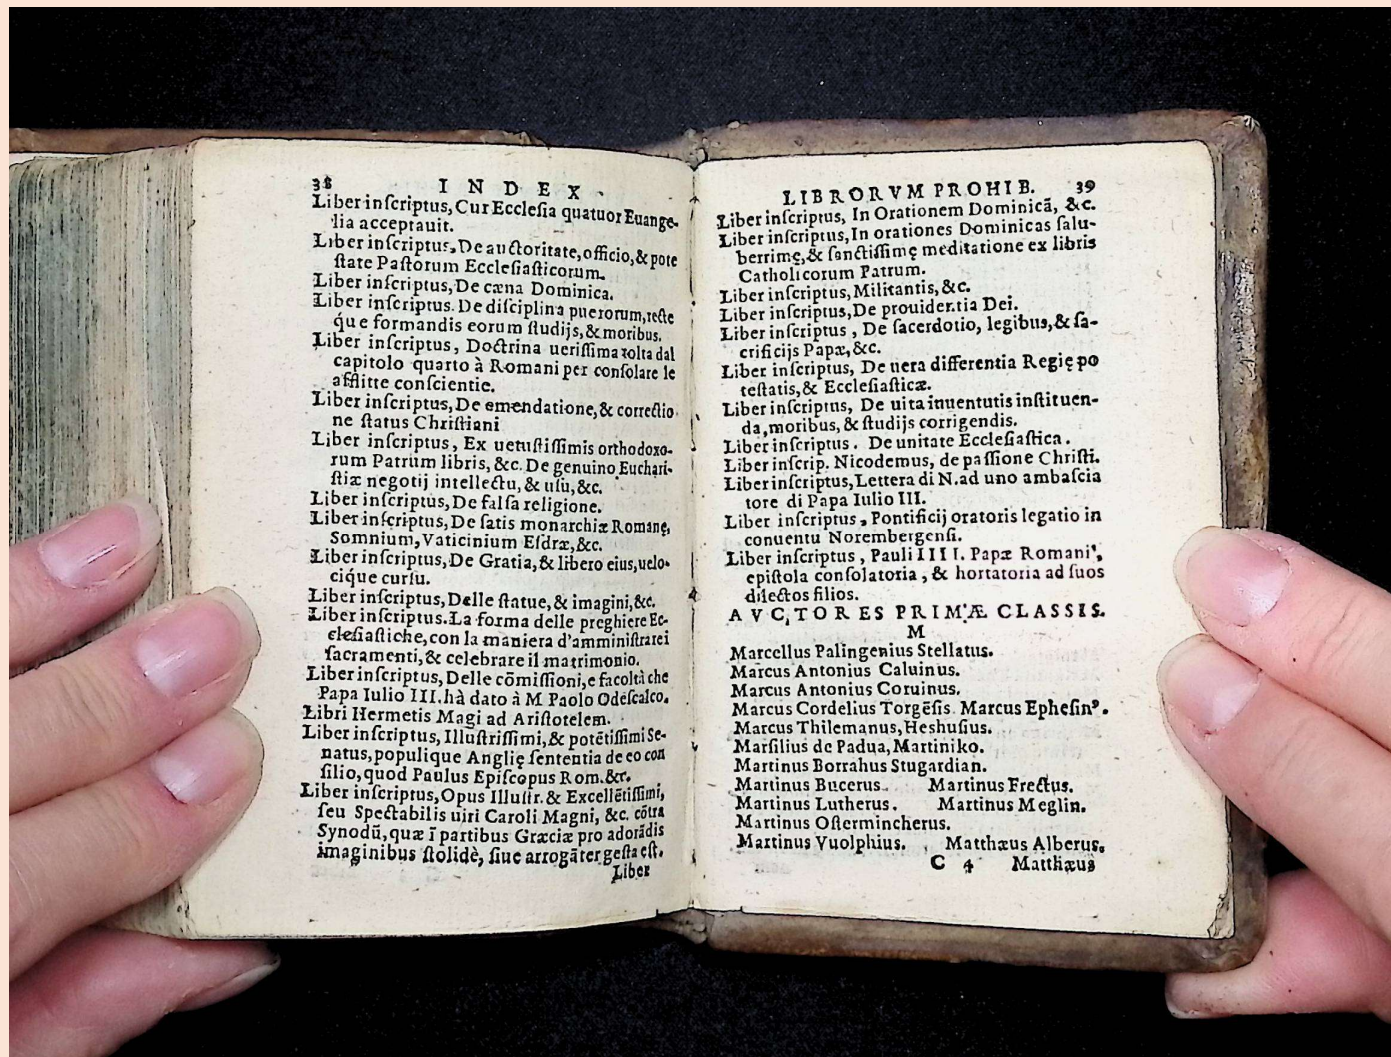 38 INDEX.
Liber inſcriptus, Cur Eccleſia quatuor Euange-
lia acceptauit.
Liber inſcriptus, De auctoritate, officio, & pote
ſtate Paſtorum Eccleſiaſticorum.
Liber inſcriptus, De cæna Dominica.
Liber inſcriptus. De diſciplina puerorum, recte
que formandis eorum ſtudijs, & moribus.
Liber inſcriptus, Doctrina ueriſſima tolta dal
capitolo quarto à Romani per conſolare le
afflitte conſcientie.
Liber inſcriptus, De emendatione, & correctio
ne ſtatus Chriſtiani
Liber inſcriptus, Ex uetuſtiſſimis orthodoxo-
rum Patrum libris, &c. De genuino Euchari-
ſtiæ negotij intellectu, & uſu, &c.
Liber inſcriptus, De falſa religione.
Liber inſcriptus, De fatis monarchiæ Romanę,
Somnium, Vaticinium Eſdræ, &c.
Liber inſcriptus, De Gratia, & libero eius, uelo-
cique curſu.
Liber inſcriptus, Delle ſtatue, & imagini, &c.
Liber inſcriptus. La forma delle preghiere Ec-
cleſiaſtiche, con la maniera d'amminiſtrare i
ſacramenti, & celebrare il matrimonio.
Liber inſcriptus, Delle cōmiſſioni, e facoltà che
Papa Iulio III. hà dato à M Paolo Odeſcalco.
Libri Hermetis Magi ad Ariſtotelem.
Liber inſcriptus, Illuſtriſſimi, & potētiſſimi Se-
natus, populique Anglię ſententia de eo con
ſilio, quod Paulus Epiſcopus Rom. &c.
Liber inſcriptus, Opus Illuſtr. & Excellētiſſimi,
ſeu Spectabilis uiri Caroli Magni, &c. cōtra
Synodū, quæ ī partibus Græciæ pro adorādis
imaginibus ſtolidè, ſiue arrogāter geſta eſt.
Liber
LIBRORVM PROHIB. 39
Liber inſcriptus, In Orationem Dominicā, &c.
Liber inſcriptus, In orationes Dominicas ſalu-
berrimę, & ſanctiſſimę meditatione ex libris
Catholicorum Patrum.
Liber inſcriptus, Militantis, &c.
Liber inſcriptus, De prouidentia Dei.
Liber inſcriptus, De ſacerdotio, legibus, & ſa-
crificijs Papæ, &c.
Liber inſcriptus, De uera differentia Regię po
teſtatis, & Eccleſiaſticæ.
Liber inſcriptus, De uita iuuentutis inſtituen-
da, moribus, & ſtudijs corrigendis.
Liber inſcriptus. De unitate Eccleſiaſtica.
Liber inſcrip. Nicodemus, de paſſione Chriſti.
Liber inſcriptus, Lettera di N. ad uno ambaſcia
tore di Papa Iulio III.
Liber inſcriptus, Pontificij oratoris legatio in
conuentu Norembergenſi.
Liber inſcriptus, Pauli IIII. Papæ Romani,
epiſtola conſolatoria, & hortatoria ad ſuos
dilectos filios.
AVCTORES PRIMÆ CLASSIS.
M
Marcellus Palingenius Stellatus.
Marcus Antonius Caluinus.
Marcus Antonius Coruinus.
Marcus Cordelius Torgēſis. Marcus Epheſinꝰ.
Marcus Thilemanus, Heshuſius.
Marſilius de Padua, Martiniko.
Martinus Borrahus Stugardian.
Martinus Bucerus. Martinus Frectus.
Martinus Lutherus. Martinus Meglin.
Martinus Oſtermincherus.
Martinus Vuolphius. Matthæus Alberus.
C 4 Matthæus